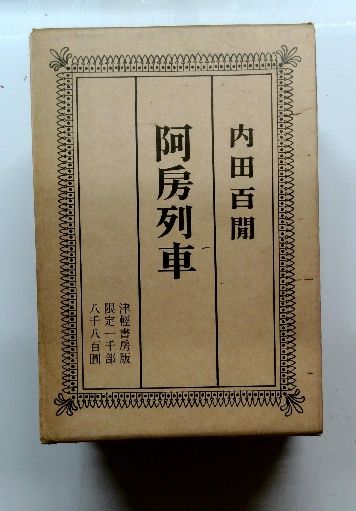 内田百閒
阿房列車
津軽書房版
限定一千部
八千八百圓